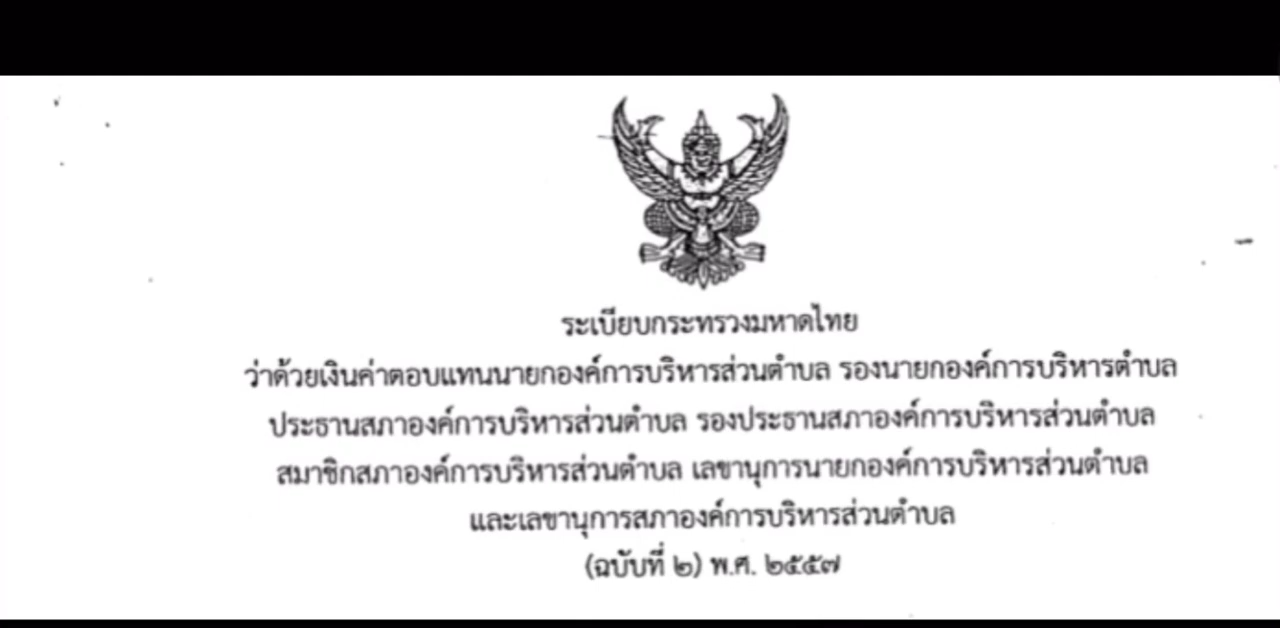 ระเบียบกระทรวงมหาดไทย
ว่าด้วยเงินค่าตอบแทนนายกองค์การบริหารส่วนตำบล รองนายกองค์การบริหารตำบล
ประธานสภาองค์การบริหารส่วนตำบล รองประธานสภาองค์การบริหารส่วนตำบล
สมาชิกสภาองค์การบริหารส่วนตำบล เลขานุการนายกองค์การบริหารส่วนตำบล
และเลขานุการสภาองค์การบริหารส่วนตำบล
(ฉบับที่ ๒) พ.ศ. ๒๕๕๗